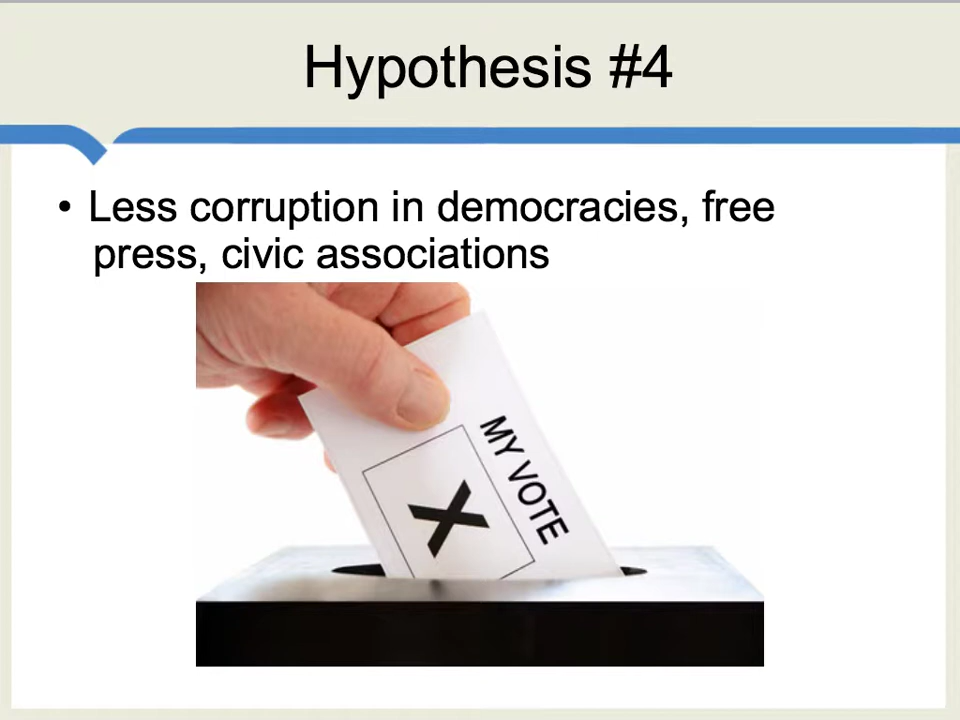 Hypothesis #4
• Less corruption in democracies, free
press, civic associations
MY VOTE
X